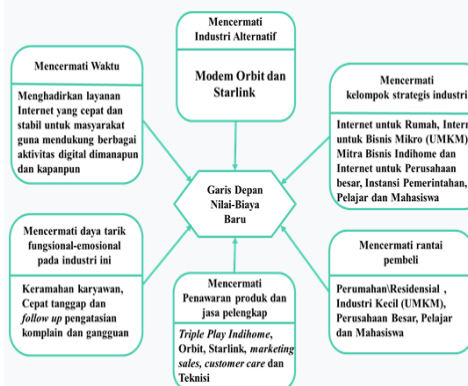 Mencermati
Industri Alternatif
Modem Orbit dan
Starlink
Mencermati Waktu
Menghadirkan layanan
Internet yang cepat dan
stabil untuk masyarakat
guna mendukung berbagai
aktivitas digital dimanapun
dan kapanpun
Mencermati
kelompok strategis industri
Internet untuk Rumah, Intern
untuk Bisnis Mikro (UMKM)
Mitra Bisnis Indihome dan
Internet untuk Perusahaan
besar, Instansi Pemerintahan,
Pelajar dan Mahasiswa
Garis Depan
Nilai-Biaya
Baru
Mencermati daya tarik
fungsional-emosional
pada industri ini
Keramahan karyawan,
Cepat tanggap dan
follow up pengatasian
komplain dan gangguan
Mencermati
Penawaran produk dan
jasa pelengkap
Triple Play Indihome,
Orbit, Starlink, marketing
sales, customer care dan
Teknisi
Mencermati rantai
pembeli
Perumahan\Residensial ,
Industri Kecil (UMKM),
Perusahaan Besar, Pelajar
dan Mahasiswa